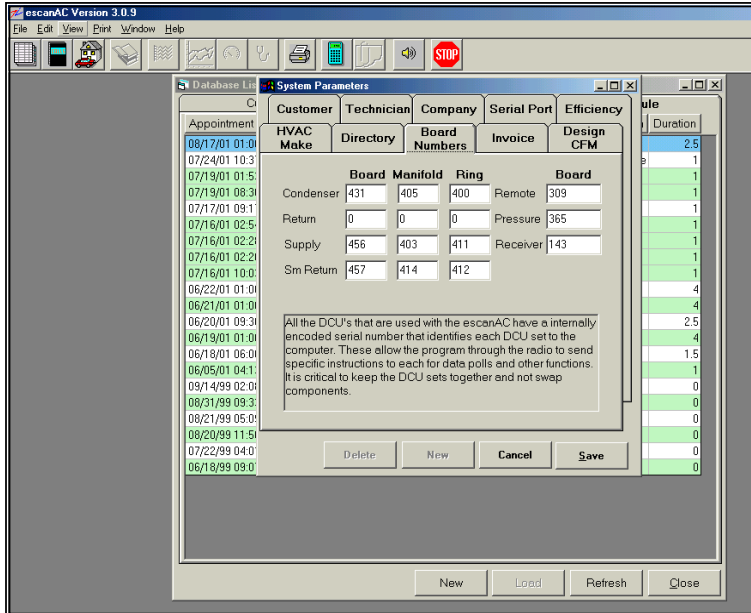 escanAC Version 3.0.9
File Edit View Print Window Help
STOP
Database Lis
System Parameters
Customer Technician Company Serial Port Efficiency
HVAC Make Directory Board Numbers Invoice Design CFM
Appointment Duration
Board Manifold Ring Board
Condenser 431 405 400 Remote 309
Return 0 0 0 Pressure 365
Supply 456 403 411 Receiver 143
Sm Return 457 414 412
All the DCU's that are used with the escanAC have a internally
encoded serial number that identifies each DCU set to the
computer. These allow the program through the radio to send
specific instructions to each for data polls and other functions.
It is critical to keep the DCU sets together and not swap
components.
Delete New Cancel Save
08/17/01 01:0 2.5
07/24/01 10:3 1
07/19/01 01:5 1
07/19/01 08:3 1
07/17/01 09:1 1
07/16/01 02:5 1
07/16/01 02:2 1
07/16/01 02:2 1
07/16/01 10:0 1
06/22/01 01:0 4
06/21/01 01:0 4
06/20/01 09:3 2.5
06/19/01 01:0 4
06/18/01 06:0 1.5
06/05/01 04:1 1
09/14/99 02:0 0
08/31/99 09:3 0
08/21/99 05:0 0
08/20/99 11:5 0
07/22/99 04:0 0
06/18/99 09:0 0
New Load Refresh Close